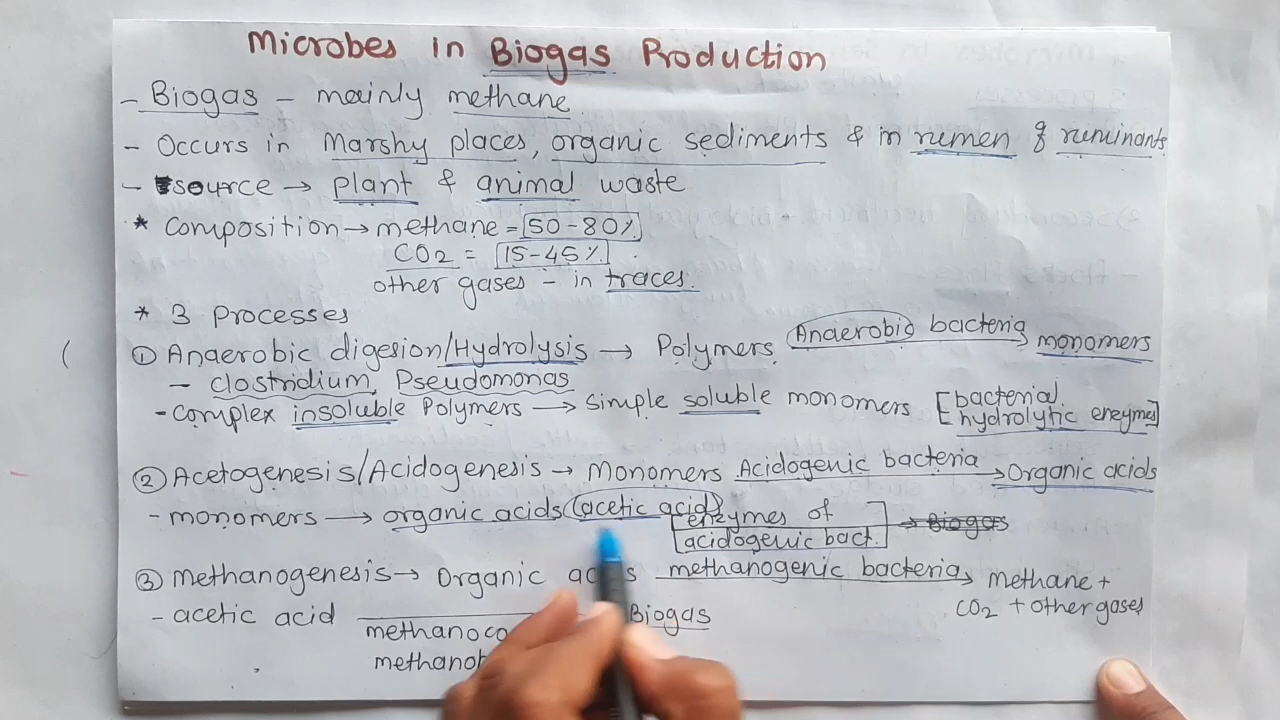 Microbes in Biogas Production
- Biogas - mainly methane
- Occurs in Marshy places, organic sediments & in rumen of ruminants
- source → plant & animal waste
* Composition → methane = 50-80%
CO2 = 15-45%
other gases - in traces.
* 3 Processes
① Anaerobic digesion/Hydrolysis → Polymers Anaerobic bacteria monomers
- clostridium, Pseudomonas
- complex insoluble Polymers → simple soluble monomers [bacterial
hydrolytic enzymes]
② Acetogenesis/Acidogenesis → Monomers Acidogenic bacteria → Organic acids
- monomers → organic acids (acetic acid)
enzymes of
acidogenic bact. → Biogas
③ methanogenesis → Organic methanogenic bacteria → methane +
CO2 + other gases
- acetic acid Biogas